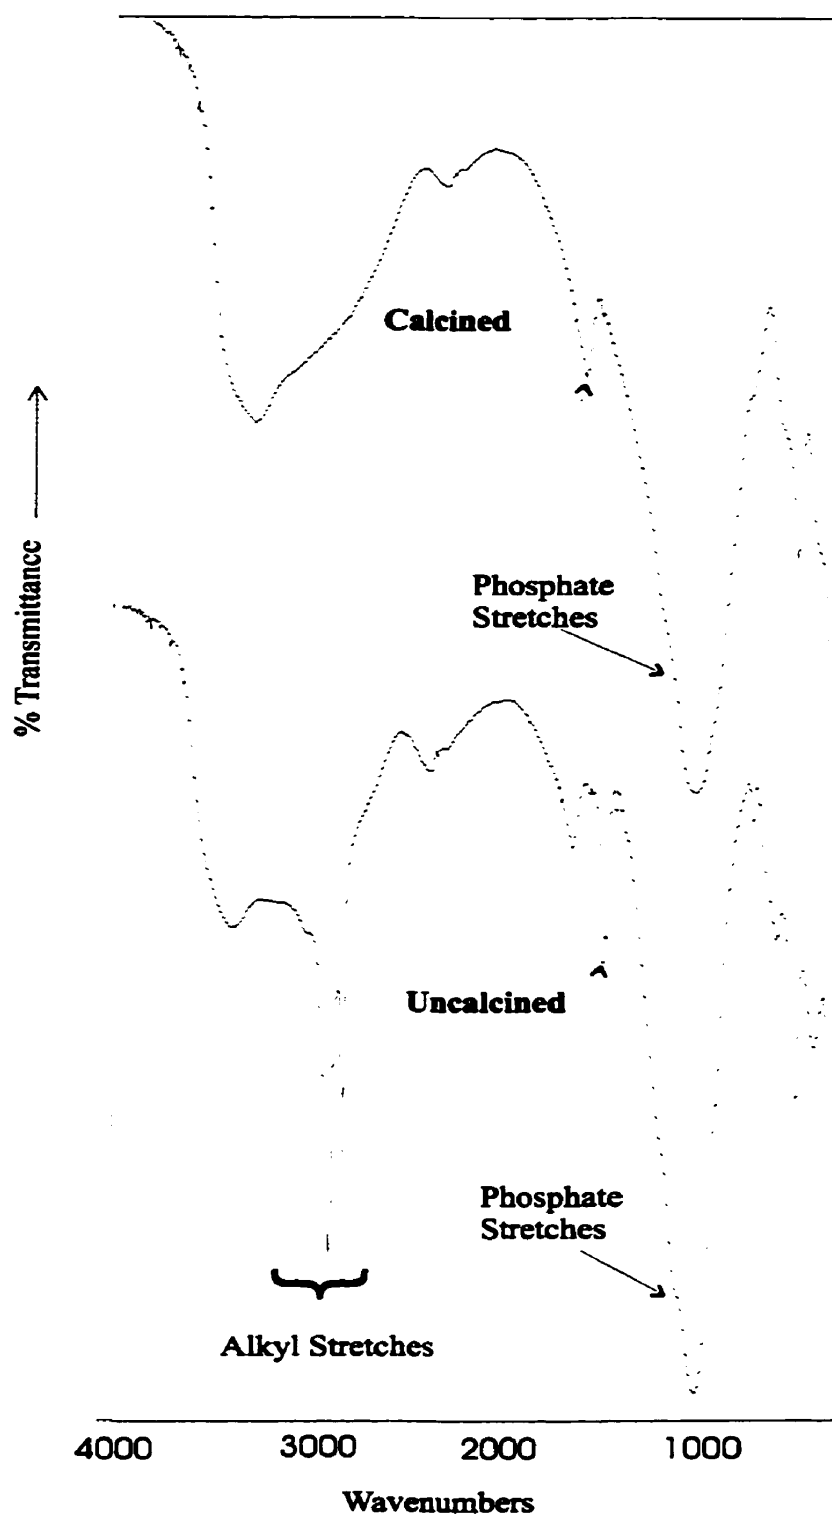 Calcined
% Transmittance
Phosphate
Stretches
Uncalcined
Phosphate
Stretches
Alkyl Stretches
4000 3000 2000 1000
Wavenumbers